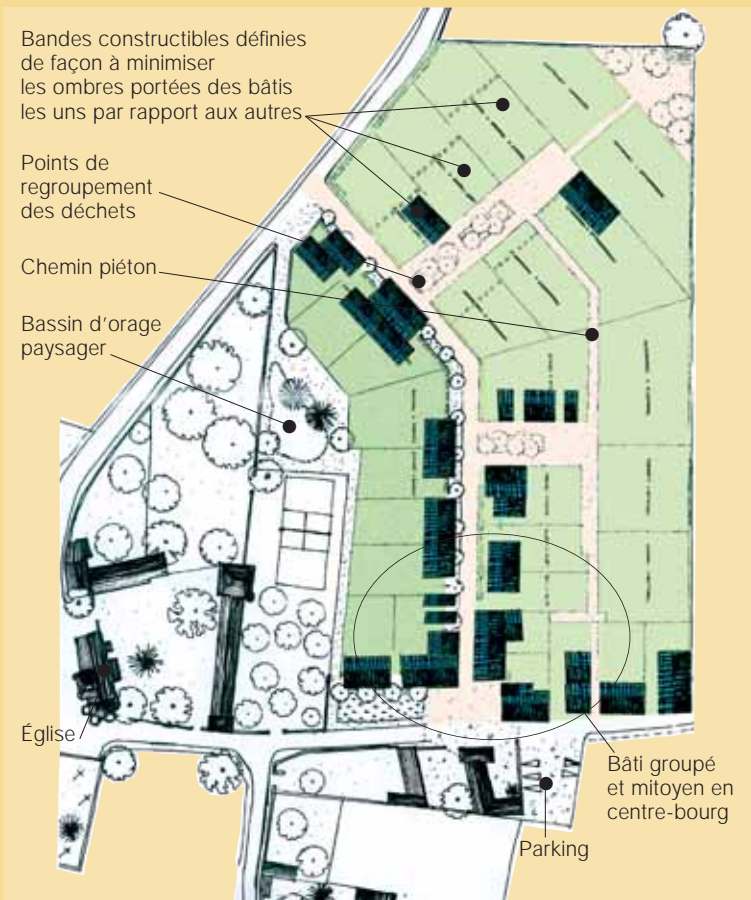 Bandes constructibles définies
de façon à minimiser
les ombres portées des bâtis
les uns par rapport aux autres
Points de
regroupement
des déchets
Chemin piéton
Bassin d'orage
paysager
Église
Bâti groupé
et mitoyen en
centre-bourg
Parking